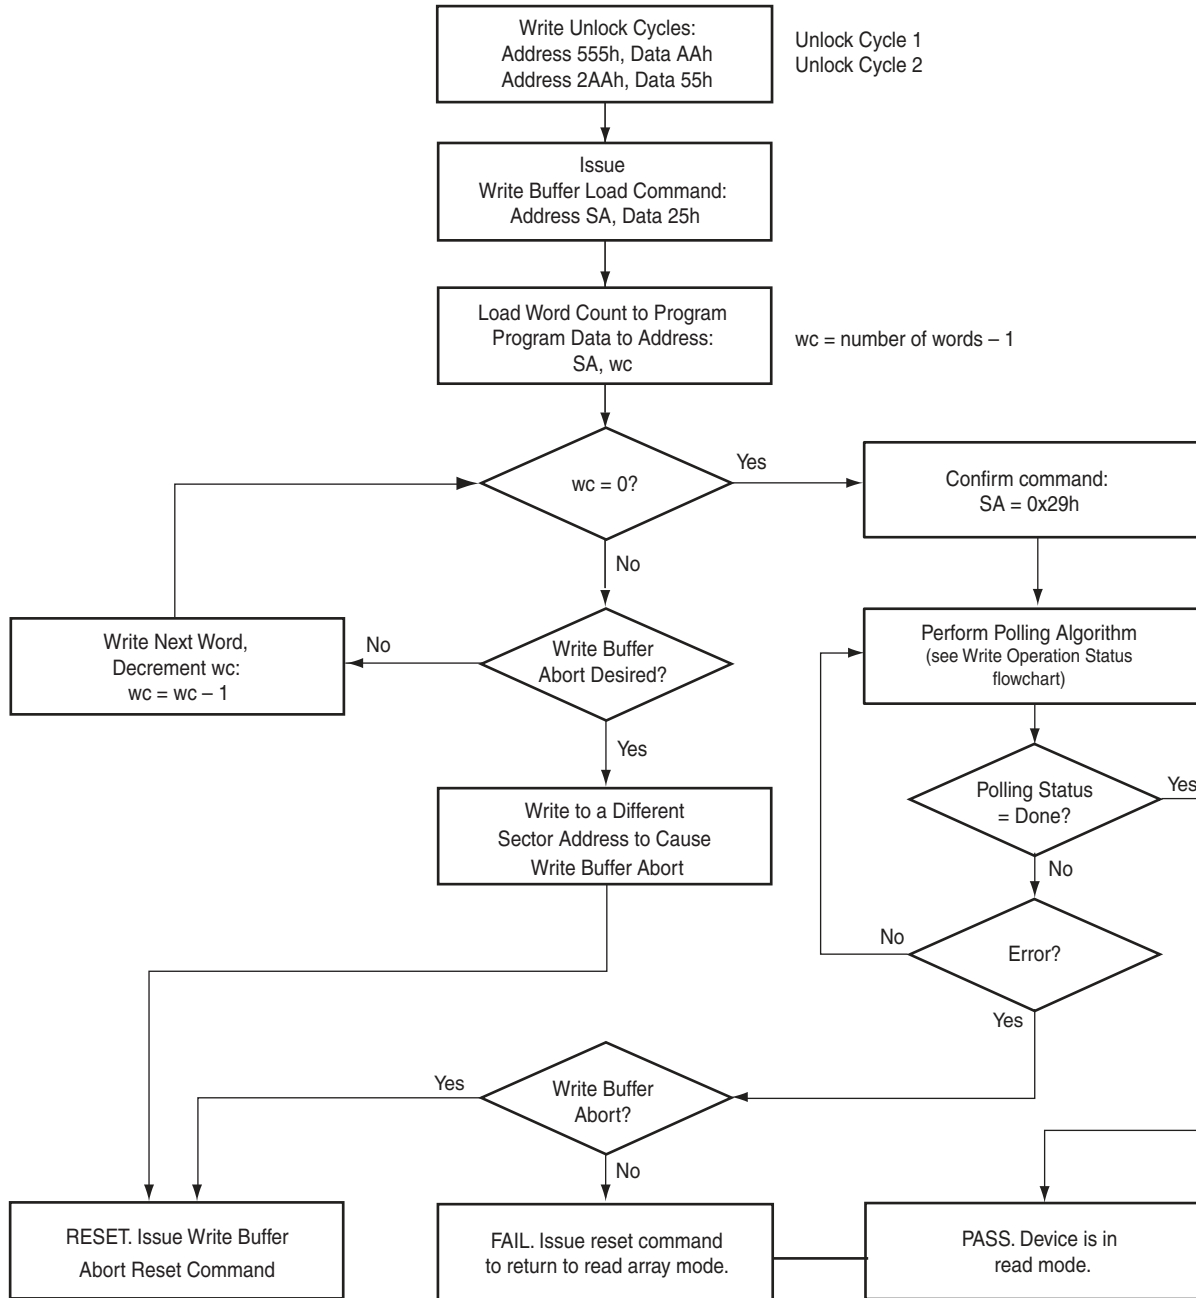 Write Unlock Cycles:
Address 555h, Data AAh
Address 2AAh, Data 55h
Unlock Cycle 1
Unlock Cycle 2
Issue
Write Buffer Load Command:
Address SA, Data 25h
Load Word Count to Program
Program Data to Address:
SA, wc
wc = number of words – 1
wc = 0?
Yes
Confirm command:
SA = 0x29h
No
Write Next Word,
Decrement wc:
wc = wc – 1
No
Write Buffer
Abort Desired?
Perform Polling Algorithm
(see Write Operation Status
flowchart)
Yes
Polling Status
= Done?
Yes
Write to a Different
Sector Address to Cause
Write Buffer Abort
No
No
Error?
Yes
Yes
Write Buffer
Abort?
No
RESET. Issue Write Buffer
Abort Reset Command
FAIL. Issue reset command
to return to read array mode.
PASS. Device is in
read mode.